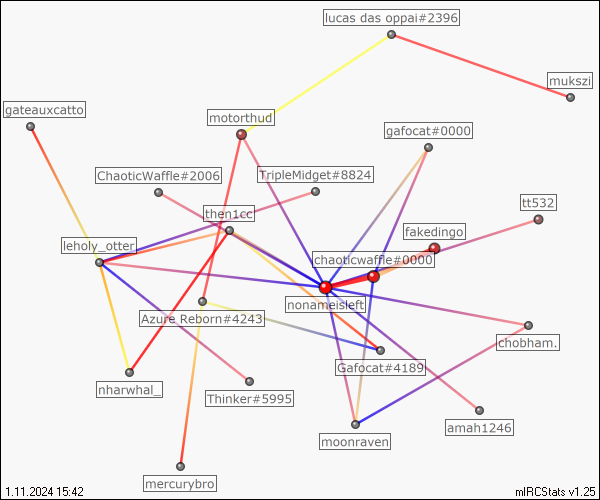 lucas das oppai#2396
mukszi
gateauxcatto
motorthud
gafocat#0000
ChaoticWaffle#2006
TripleMidget#8824
tt532
then1cc
fakedingo
leholy_otter
chaoticwaffle#0000
nonameisleft
Azure Reborn#4243
chobham.
Gafocat#4189
nharwhal_
Thinker#5995
amah1246
moonraven
mercurybro
1.11.2024 15:42
mIRCStats v1.25